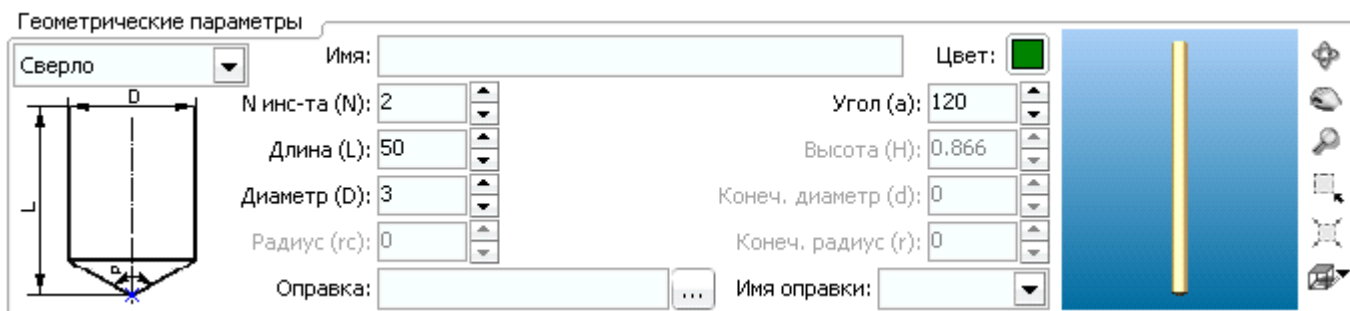 Геометрические параметры
Сверло Имя: Цвет:
D N инс-та (N): 2 Угол (a): 120
Длина (L): 50 Высота (H): 0.866
L Диаметр (D): 3 Конеч. диаметр (d): 0
Радиус (rc): 0 Конеч. радиус (r): 0
a Оправка: ... Имя оправки: